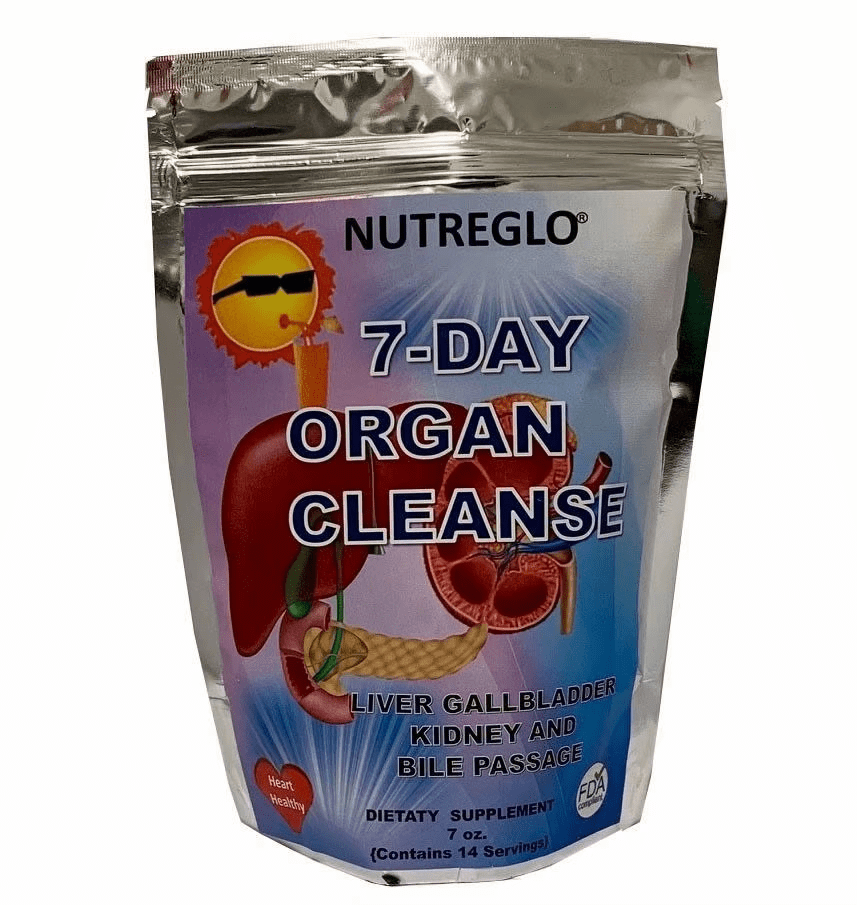 NUTREGLO®
7-DAY
ORGAN
CLEANSE
LIVER GALLBLADDER
KIDNEY AND
BILE PASSAGE
Heart
Healthy
FDA
compliant
DIETATY SUPPLEMENT
7 oz.
{Contains 14 Servings}